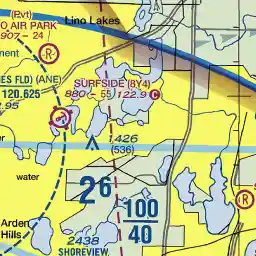 (Pvt)
Lino Lakes
O AIR PARK
907 - 24
R
ES FLD) (ANE)
120.625
SURFSIDE (8Y4)
880 - 55 122.9 C
2.95
1426
(536)
water
2 6
100
40
R
Arden
Hills
2438
SHOREVIEW